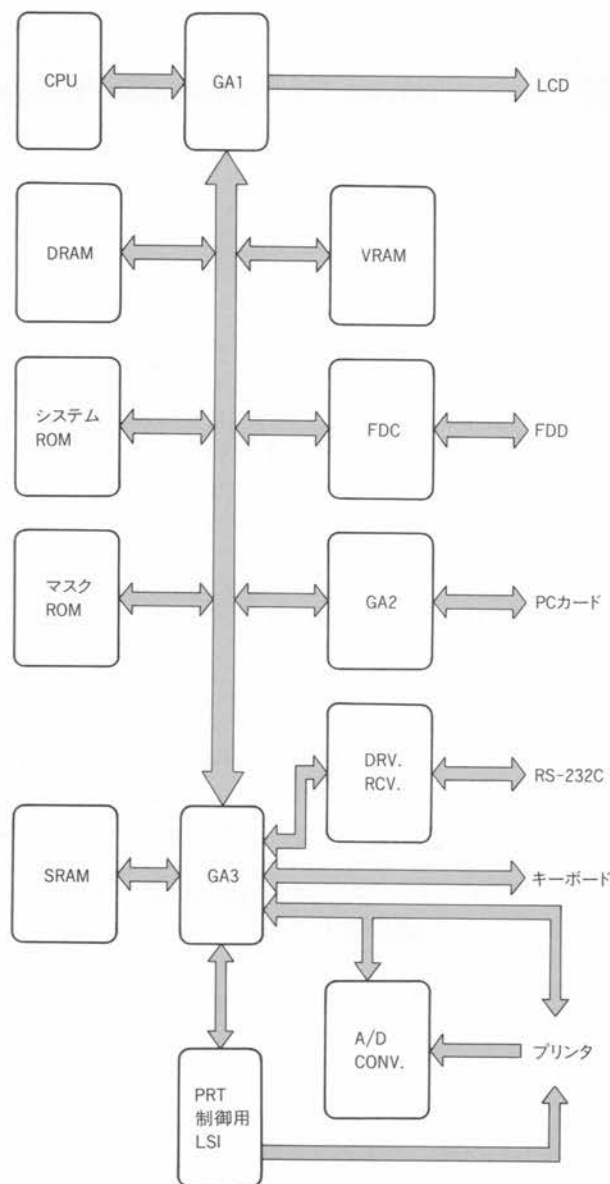 CPU
GA1
LCD
DRAM
VRAM
システム
ROM
FDC
FDD
マスク
ROM
GA2
PCカード
DRV.
RCV.
RS-232C
SRAM
GA3
キーボード
A/D
CONV.
プリンタ
PRT
制御用
LSI